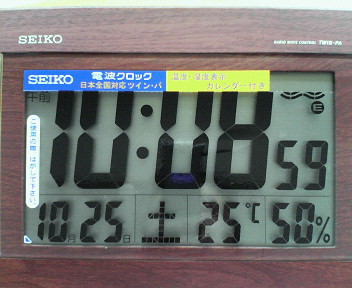 SEIKO
RADIO WAVE CONTROL TWIN-PA
SEIKO 電波クロック
日本全国対応ツイン・パ
温度・湿度表示
カレンダー付き
午前
10:08 59
E
ご使用の際、はがして下さい。
10月25日 土 25℃ 50%